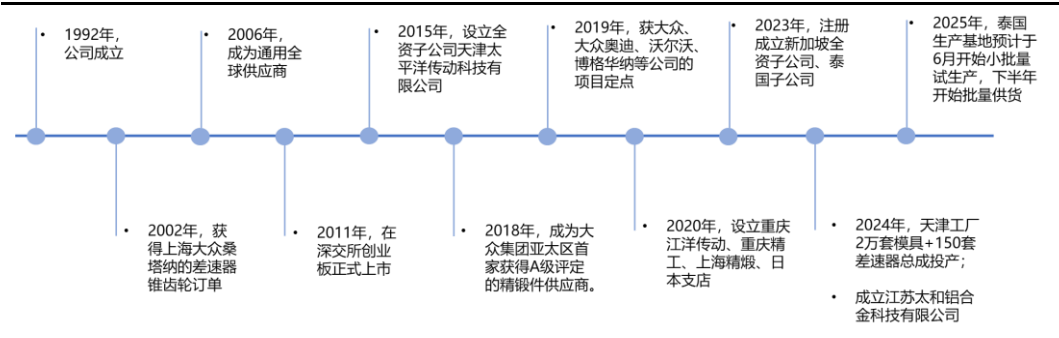 1992年，
公司成立
2006年，
成为通用全
球供应商
2015年，设立全
资子公司天津太
平洋传动科技有
限公司
2019年，获大众、
大众奥迪、沃尔沃、
博格华纳等公司的
项目定点
2023年，注册
成立新加坡全
资子公司、泰
国子公司
2025年，泰国
生产基地预计于
6月开始小批量
试生产，下半年
开始批量供货
2002年，获
得上海大众桑
塔纳的差速器
锥齿轮订单
2011年，在
深交所创业
板正式上市
2018年，成为大
众集团亚太区首
家获得A级评定
的精锻件供应商。
2020年，设立重庆
江洋传动、重庆精
工、上海精煅、日
本支店
2024年，天津工厂
2万套模具+150套
差速器总成投产；
成立江苏太和铝合
金科技有限公司